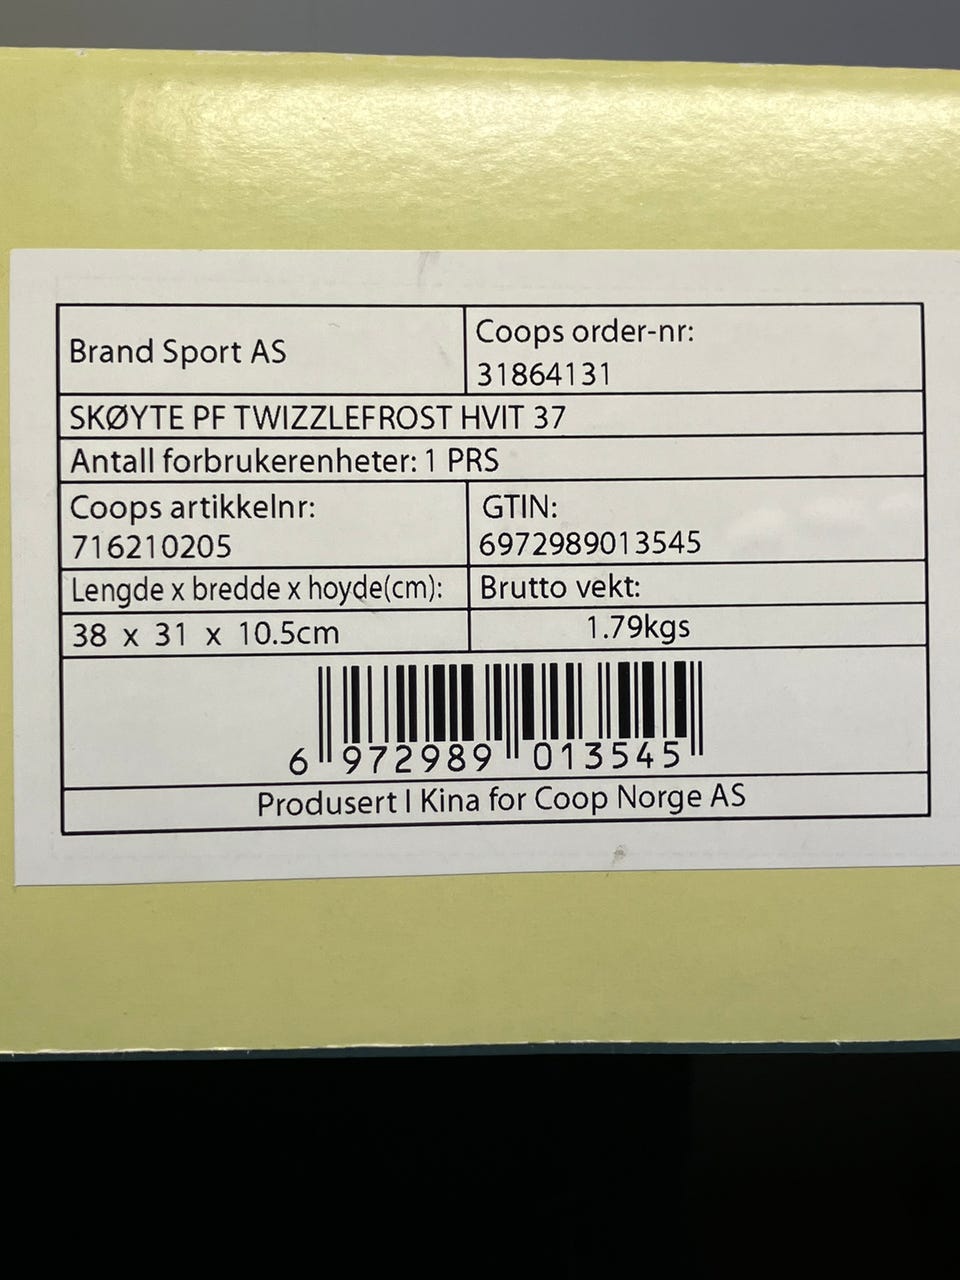 Brand Sport AS
Coops order-nr:
31864131
SKØYTE PF TWIZZLEFROST HVIT 37
Antall forbrukerenheter: 1 PRS
Coops artikkelnr:
716210205
GTIN:
6972989013545
Lengde x bredde x hoyde(cm):
Brutto vekt:
38 x 31 x 10.5cm
1.79kgs
6 972989 013545
Produsert I Kina for Coop Norge AS